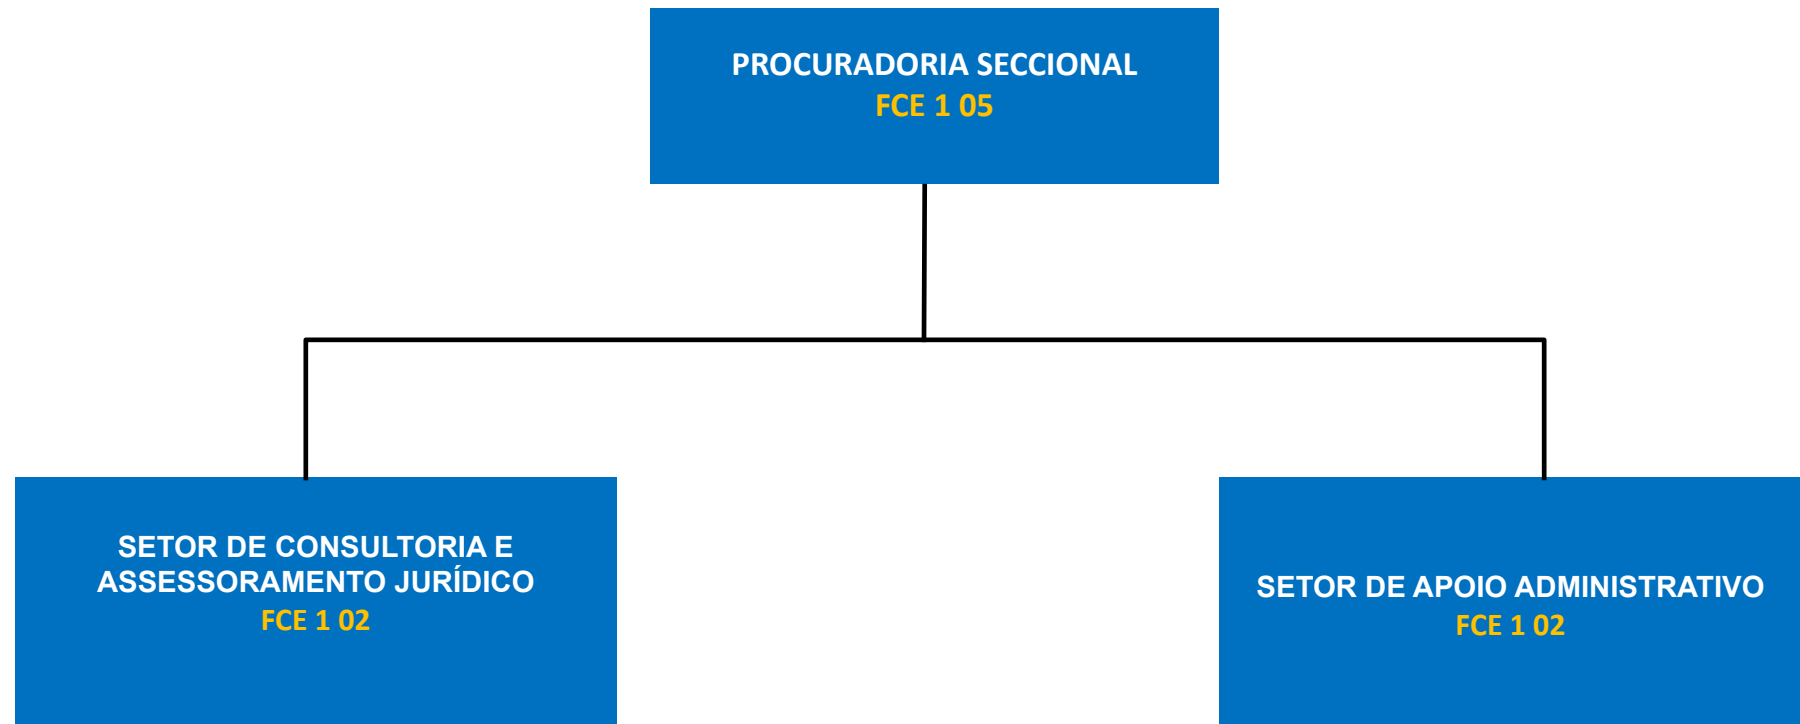 PROCURADORIA SECCIONAL
FCE 1 05
SETOR DE CONSULTORIA E
ASSESSORAMENTO JURÍDICO
FCE 1 02
SETOR DE APOIO ADMINISTRATIVO
FCE 1 02